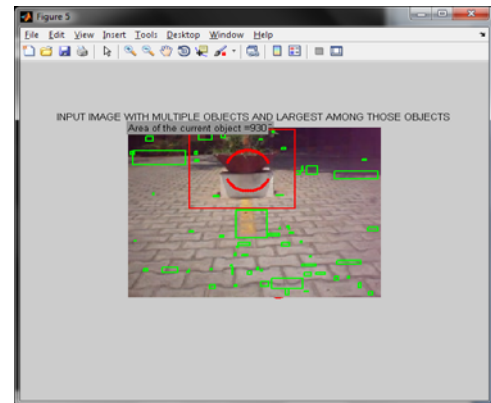 Figure 5
File Edit View Insert Tools Desktop Window Help
INPUT IMAGE WITH MULTIPLE OBJECTS AND LARGEST AMONG THOSE OBJECTS
Area of the current object =930